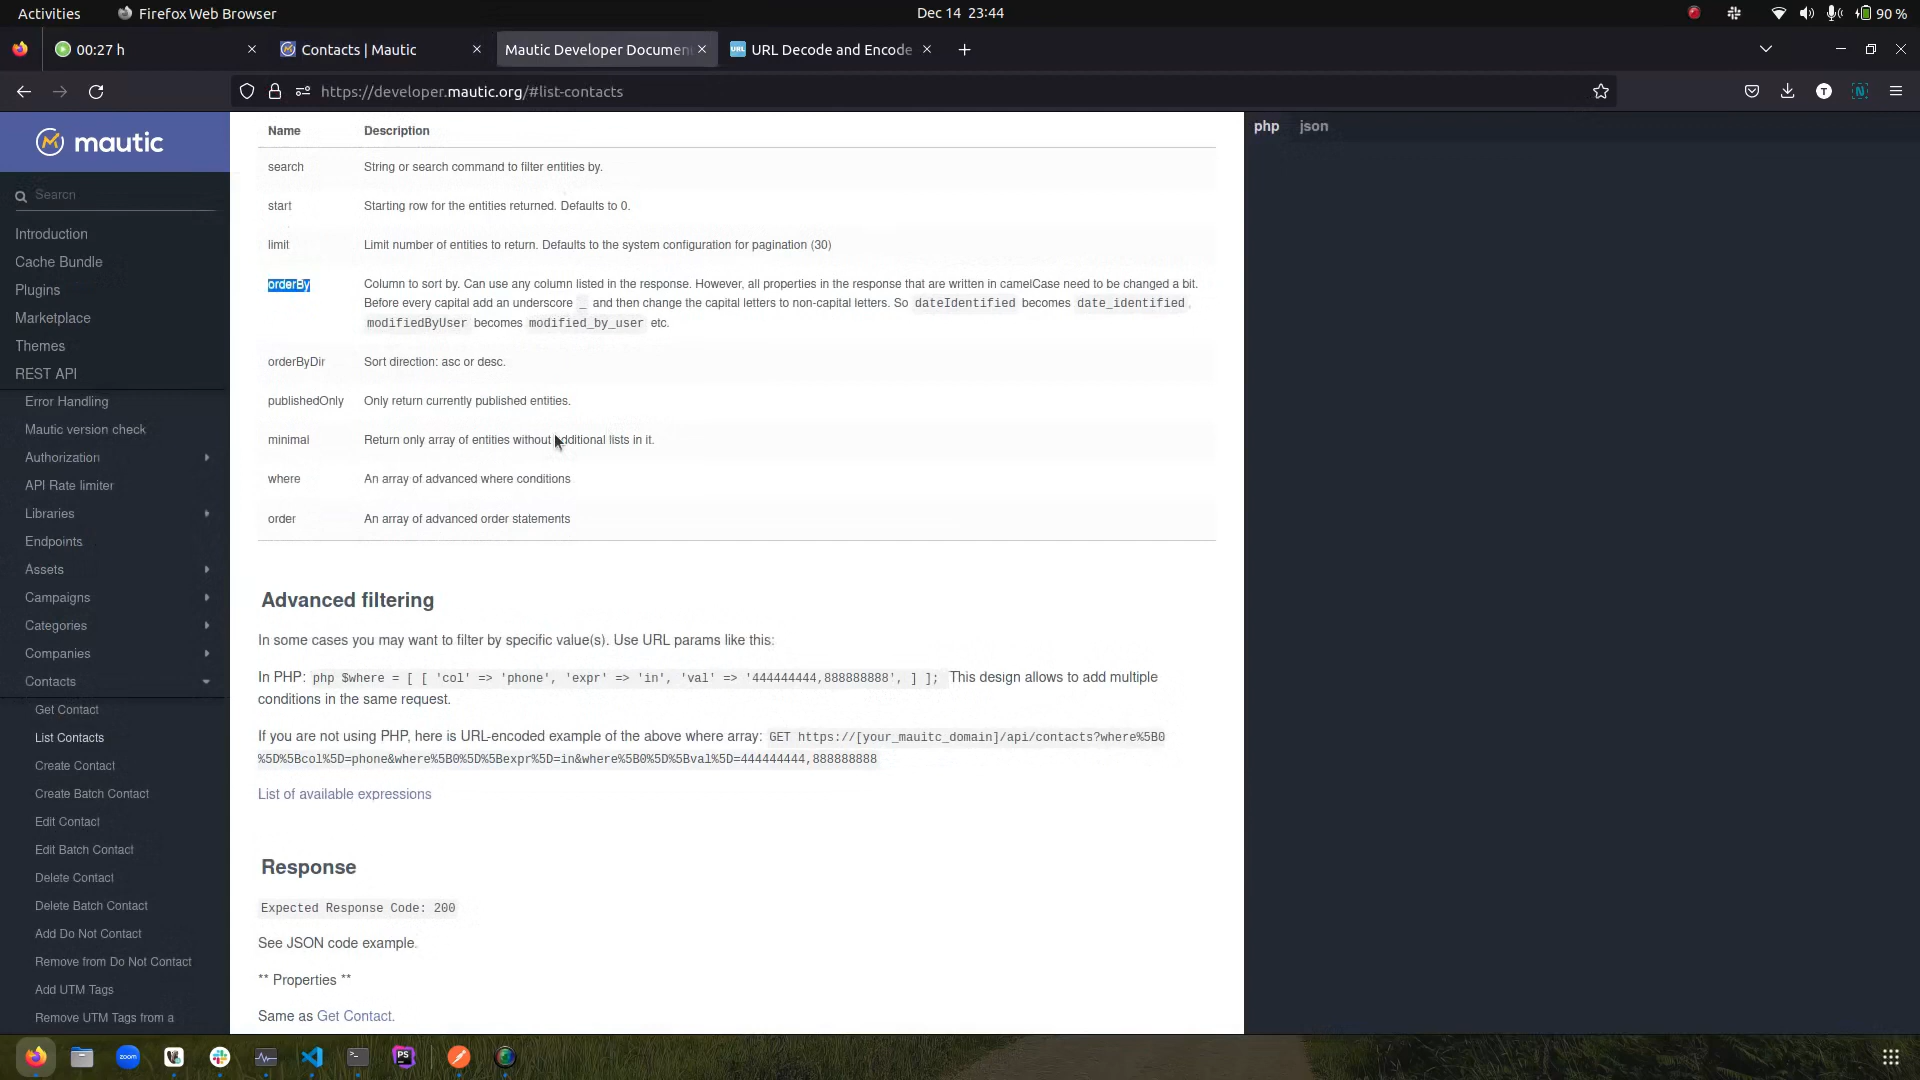 Activities
Firefox Web Browser
Dec 14 23:44
90 %
00:27 h
Contacts | Mautic
Mautic Developer Documen
URL Decode and Encode
https://developer.mautic.org/#list-contacts
mautic
Search
Introduction
Cache Bundle
Plugins
Marketplace
Themes
REST API
Error Handling
Mautic version check
Authorization
API Rate limiter
Libraries
Endpoints
Assets
Campaigns
Categories
Companies
Contacts
Get Contact
List Contacts
Create Contact
Create Batch Contact
Edit Contact
Edit Batch Contact
Delete Contact
Delete Batch Contact
Add Do Not Contact
Remove from Do Not Contact
Add UTM Tags
Remove UTM Tags from a
Name Description
search String or search command to filter entities by.
start Starting row for the entities returned. Defaults to 0.
limit Limit number of entities to return. Defaults to the system configuration for pagination (30)
orderBy Column to sort by. Can use any column listed in the response. However, all properties in the response that are written in camelCase need to be changed a bit.
Before every capital add an underscore _ and then change the capital letters to non-capital letters. So dateIdentified becomes date_identified,
modifiedByUser becomes modified_by_user etc.
orderByDir Sort direction: asc or desc.
publishedOnly Only return currently published entities.
minimal Return only array of entities without additional lists in it.
where An array of advanced where conditions
order An array of advanced order statements
Advanced filtering
In some cases you may want to filter by specific value(s). Use URL params like this:
In PHP: php $where = [ [ 'col' => 'phone', 'expr' => 'in', 'val' => '444444444,888888888', ] ]; This design allows to add multiple
conditions in the same request.
If you are not using PHP, here is URL-encoded example of the above where array: GET https://[your_mauitc_domain]/api/contacts?where%5B0
%5D%5Bcol%5D=phone&where%5B0%5D%5Bexpr%5D=in&where%5B0%5D%5Bval%5D=444444444,888888888
List of available expressions
Response
Expected Response Code: 200
See JSON code example.
** Properties **
Same as Get Contact.
php json
zoom
PS